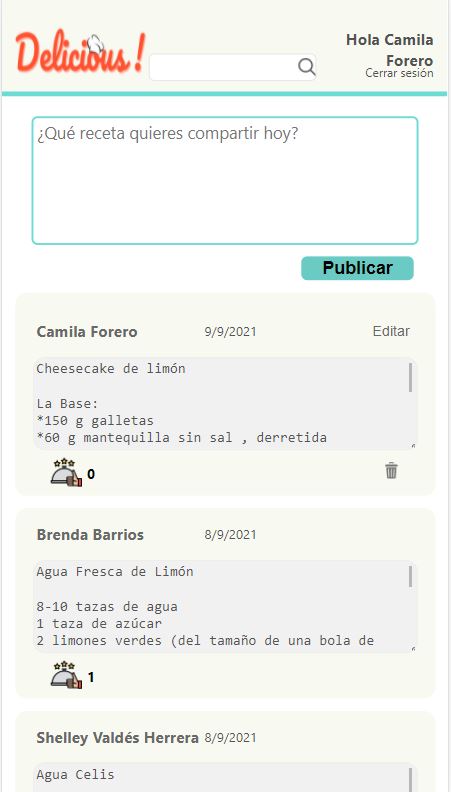 Delicious!
Hola Camila
Forero
Cerrar sesión
¿Qué receta quieres compartir hoy?
Publicar
Camila Forero 9/9/2021 Editar
Cheesecake de limón
La Base:
*150 g galletas
*60 g mantequilla sin sal , derretida
0
Brenda Barrios 8/9/2021
Agua Fresca de Limón
8-10 tazas de agua
1 taza de azúcar
2 limones verdes (del tamaño de una bola de
1
Shelley Valdés Herrera 8/9/2021
Agua Celis